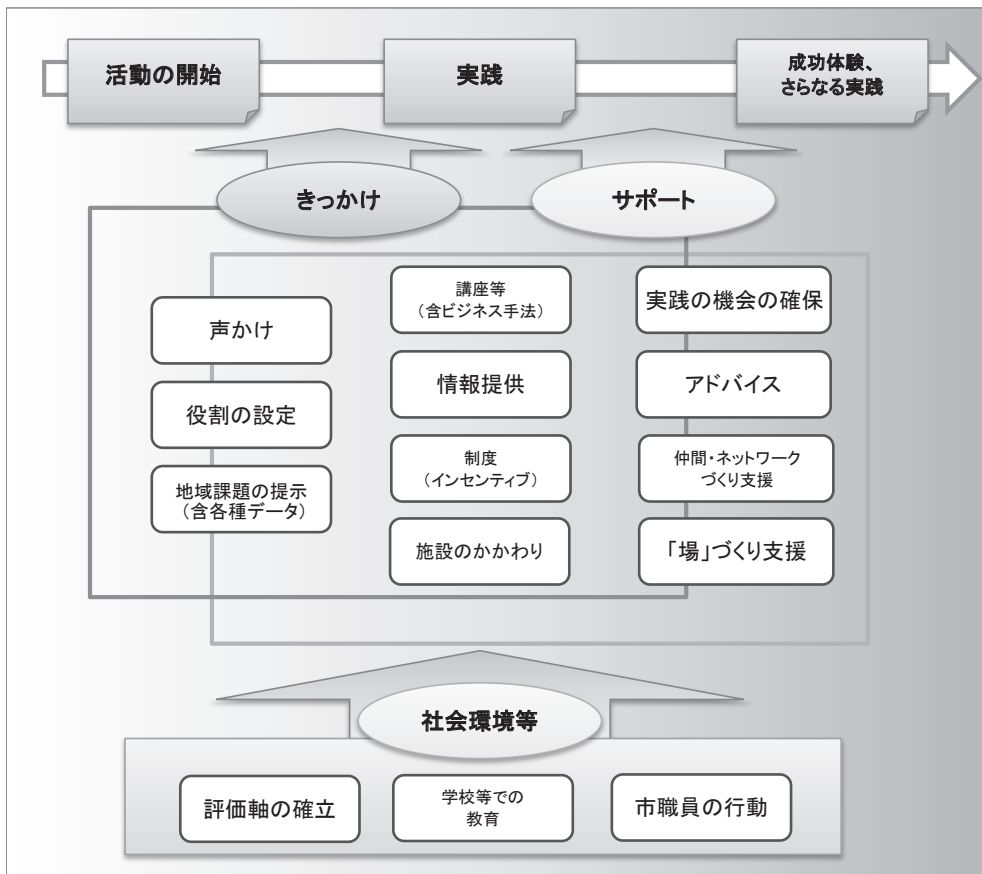 活動の開始
実践
成功体験、
さらなる実践
きっかけ
サポート
声かけ
役割の設定
地域課題の提示
（含各種データ）
講座等
（含ビジネス手法）
情報提供
制度
（インセンティブ）
施設のかかわり
実践の機会の確保
アドバイス
仲間・ネットワーク
づくり支援
「場」づくり支援
社会環境等
評価軸の確立
学校等での
教育
市職員の行動